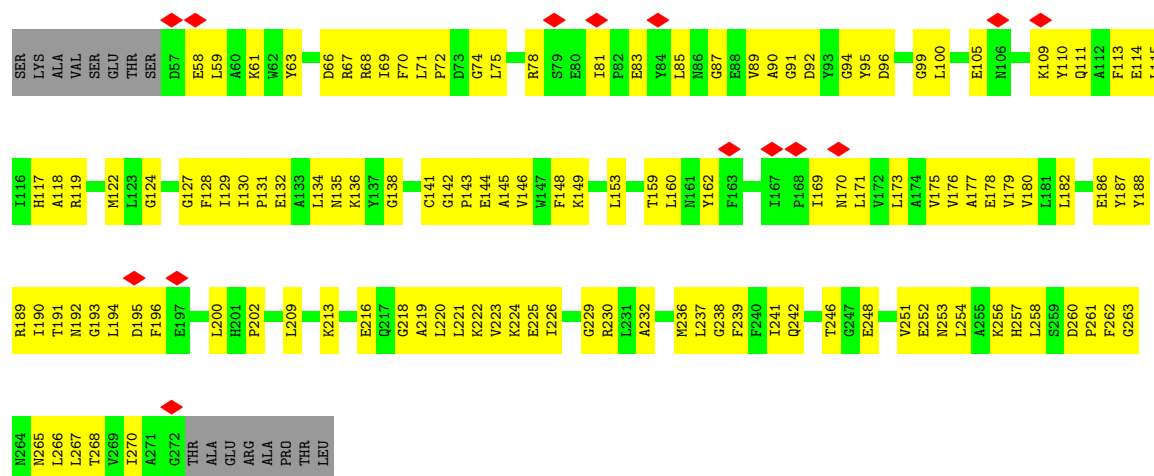 SER LYS ALA VAL SER GLU THR SER D57 E58 L59 A60 K61 W62 Y63 D66 R67 R68 I69 F70 L71 P72 D73 G74 L75 R78 S79 E80 I81 P82 E83 Y84 L85 N86 G87 E88 V89 A90 G91 D92 Y93 G94 Y95 D96 G99 L100 E105 N106 K109 Y110 Q111 A112 F113 E114 L115
I116 H117 A118 R119 M122 L123 G124 G127 F128 I129 I130 P131 E132 A133 L134 N135 K136 Y137 G138 C141 G142 P143 E144 A145 V146 W147 F148 K149 L153 T159 L160 N161 Y162 F163 I167 P168 I169 N170 L171 V172 L173 A174 V175 V176 A177 E178 V179 V180 L181 L182 E186 Y187 Y188
R189 I190 T191 N192 G193 L194 D195 F196 E197 L200 H201 P202 L209 K213 E216 Q217 G218 A219 L220 L221 K222 V223 K224 E225 I226 G229 R230 L231 A232 M236 L237 G238 F239 F240 I241 Q242 T246 G247 E248 V251 E252 N253 L254 A255 K256 H257 L258 S259 D260 P261 F262 G263
N264 N265 L266 L267 T268 V269 I270 A271 G272 THR ALA GLU ARG ALA PRO THR LEU